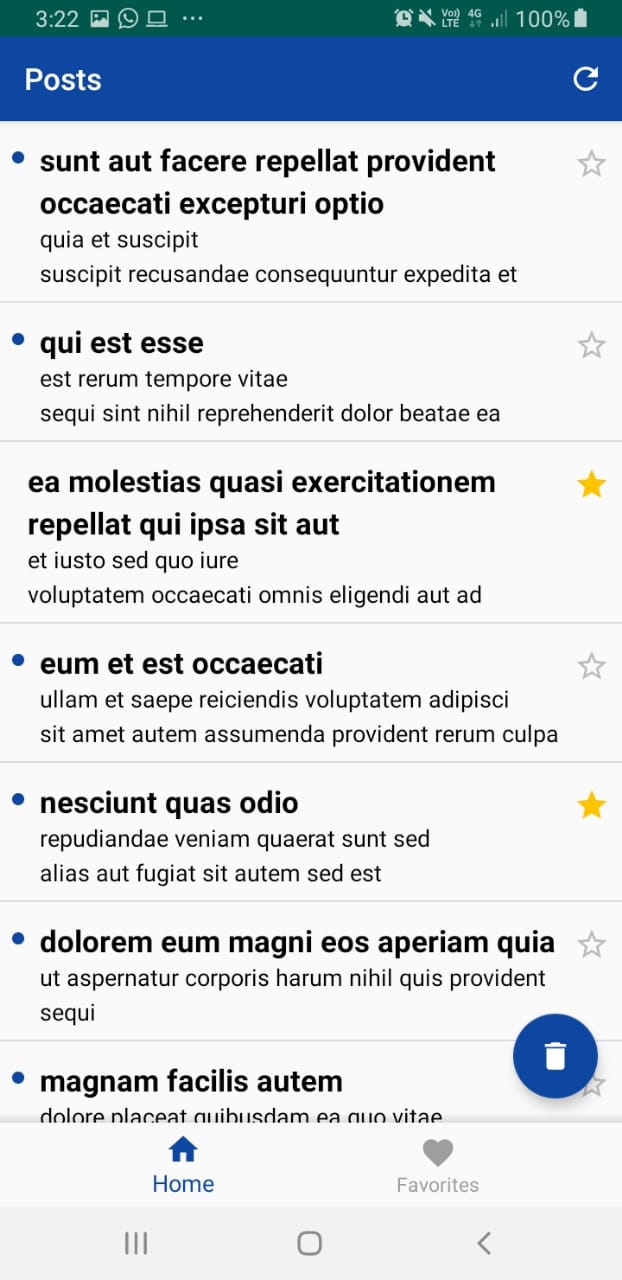 3:22
Vo))
LTE
4G
100%
Posts
sunt aut facere repellat provident
occaecati excepturi optio
quia et suscipit
suscipit recusandae consequuntur expedita et
qui est esse
est rerum tempore vitae
sequi sint nihil reprehenderit dolor beatae ea
ea molestias quasi exercitationem
repellat qui ipsa sit aut
et iusto sed quo iure
voluptatem occaecati omnis eligendi aut ad
eum et est occaecati
ullam et saepe reiciendis voluptatem adipisci
sit amet autem assumenda provident rerum culpa
nesciunt quas odio
repudiandae veniam quaerat sunt sed
alias aut fugiat sit autem sed est
dolorem eum magni eos aperiam quia
ut aspernatur corporis harum nihil quis provident
sequi
magnam facilis autem
dolore placeat quibusdam ea quo vitae
Home
Favorites